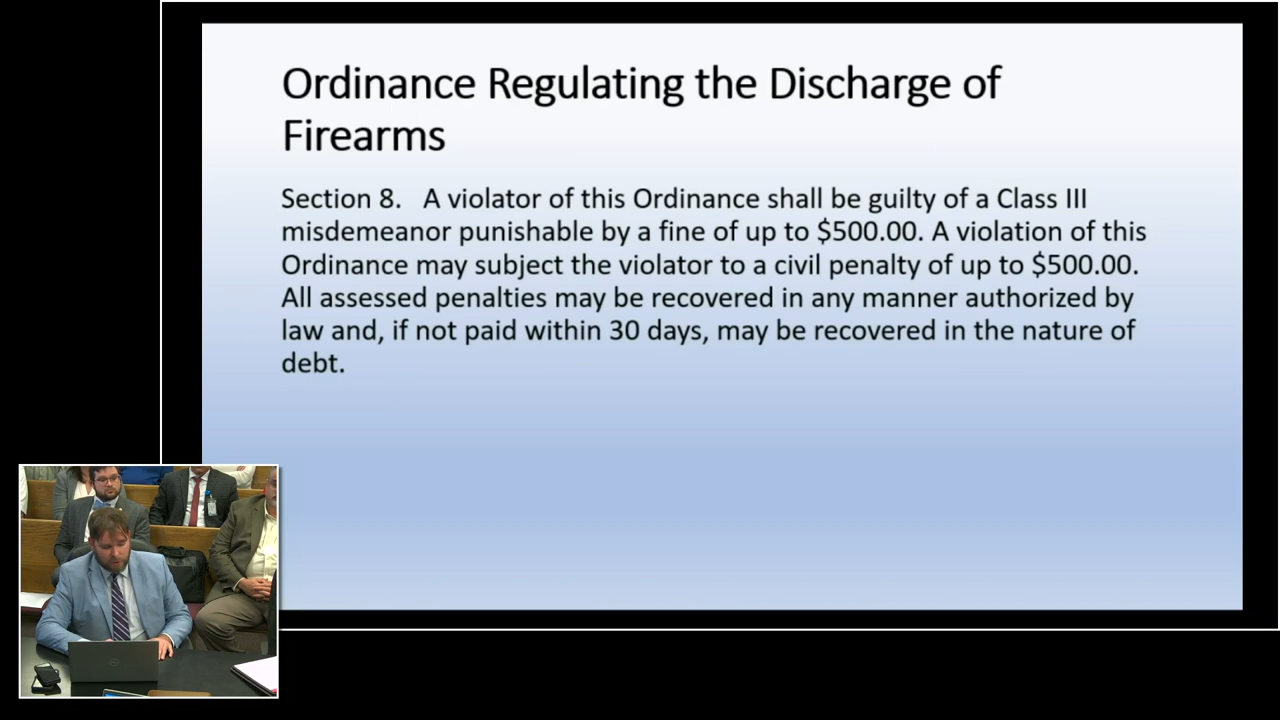 Ordinance Regulating the Discharge of
Firearms
Section 8. A violator of this Ordinance shall be guilty of a Class III
misdemeanor punishable by a fine of up to $500.00. A violation of this
Ordinance may subject the violator to a civil penalty of up to $500.00.
All assessed penalties may be recovered in any manner authorized by
law and, if not paid within 30 days, may be recovered in the nature of
debt.